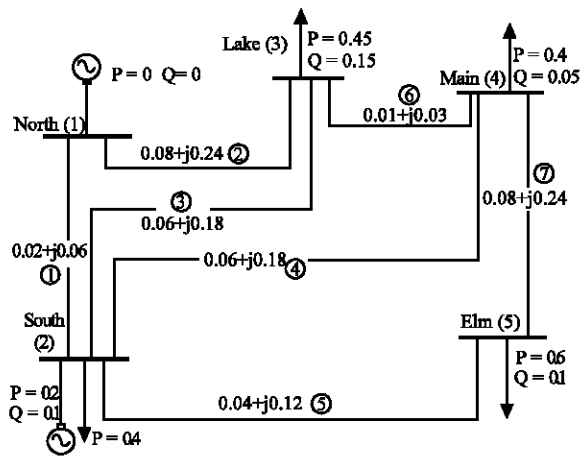 Lake (3)
P = 0.45
Q = 0.15
P = 0.4
Q = 0.05
Main (4)
P = 0 Q= 0
North (1)
6
0.01+j0.03
0.08+j0.24 2
7
0.08+j0.24
3
0.06+j0.18
0.02+j0.06
1
0.06+j0.18 4
South
(2)
Elm (5)
P = 0.6
Q = 0.1
P = 0.2
Q = 0.1
P = 0.4
0.04+j0.12 5